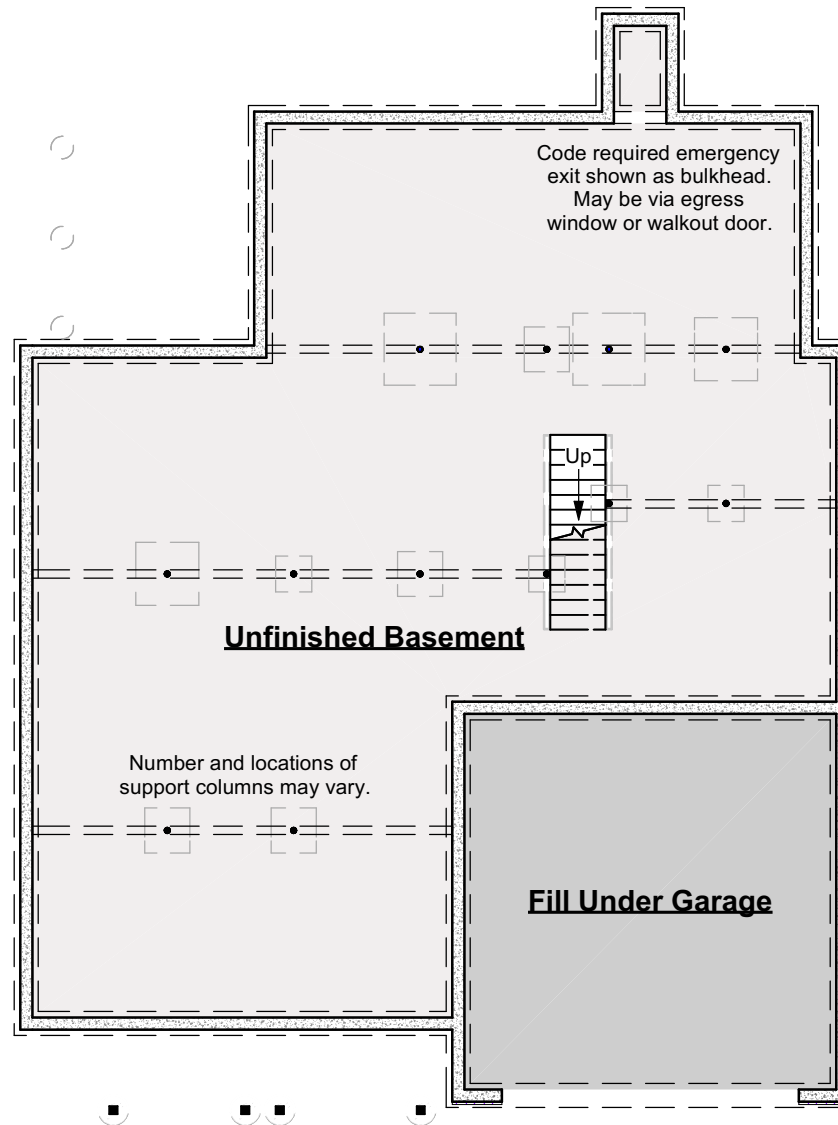 Code required emergency
exit shown as bulkhead.
May be via egress
window or walkout door.
Up
Unfinished Basement
Number and locations of
support columns may vary.
Fill Under Garage